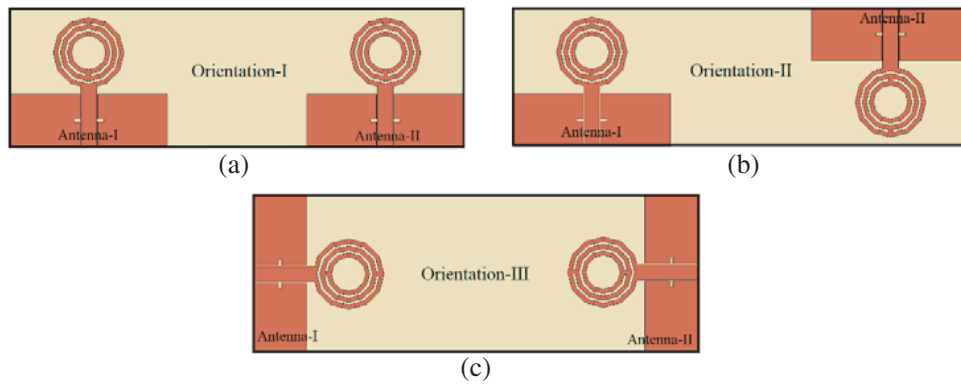 Orientation-I
Antenna-I
Antenna-II
(a)
Antenna-II
Orientation-II
Antenna-I
(b)
Orientation-III
Antenna-I
Antenna-II
(c)